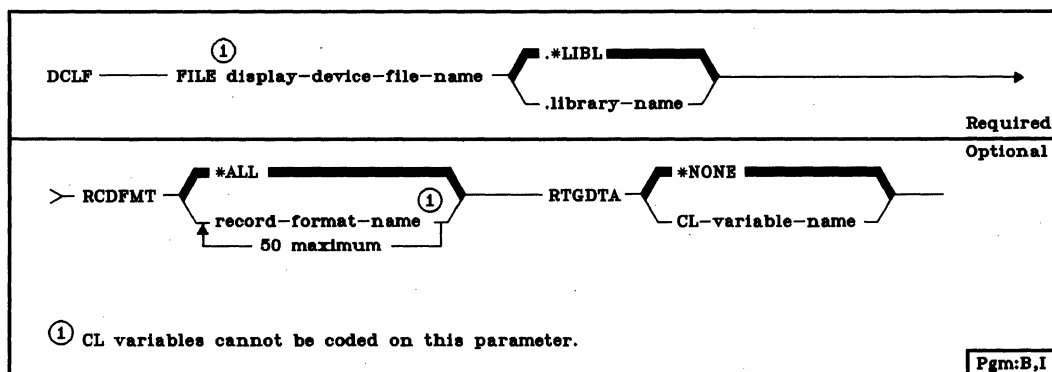 .*LIBL
①
DCLF FILE display-device-file-name
.library-name
Required
Optional
*ALL *NONE
RCDFMT RTGDTA
record-format-name ① CL-variable-name
50 maximum
① CL variables cannot be coded on this parameter.
Pgm:B,I